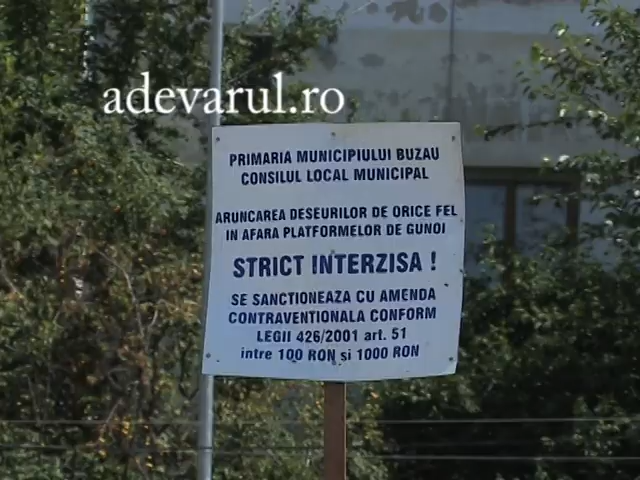 adevarul.ro
PRIMARIA MUNICIPIULUI BUZAU
CONSILUL LOCAL MUNICIPAL
ARUNCAREA DESEURILOR DE ORICE FEL
IN AFARA PLATFORMELOR DE GUNOI
STRICT INTERZISA !
SE SANCTIONEAZA CU AMENDA
CONTRAVENTIONALA CONFORM
LEGII 426/2001 art. 51
intre 100 RON si 1000 RON